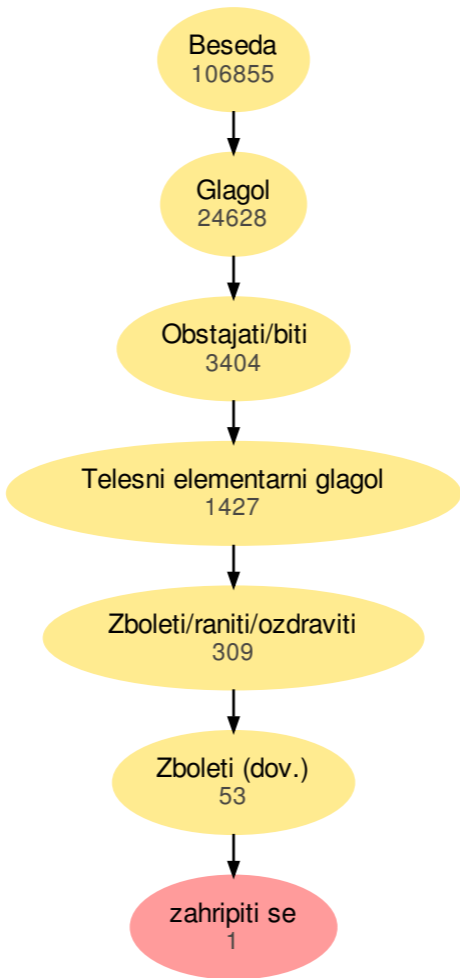 Beseda
106855
Glagol
24628
Obstajati/biti
3404
Telesni elementarni glagol
1427
Zboleti/raniti/ozdraviti
309
Zboleti (dov.)
53
zahripiti se
1